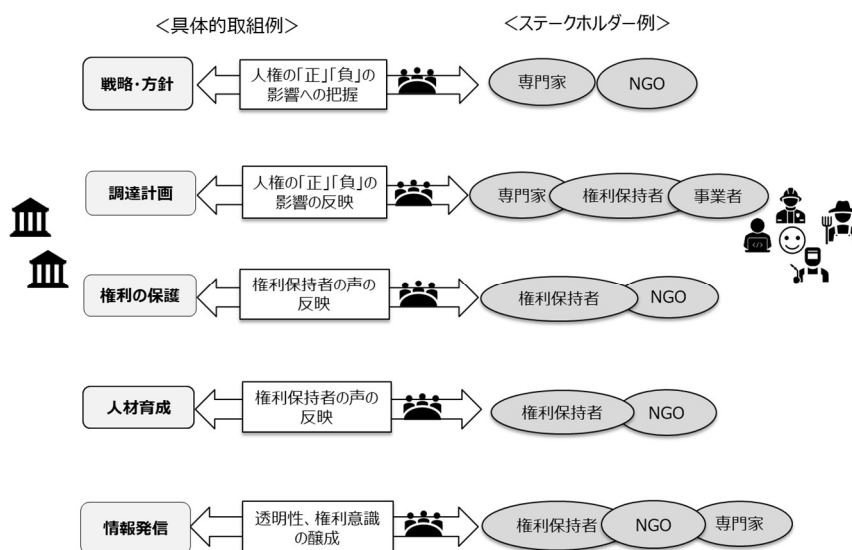 <具体的取組例>
<ステークホルダー例>
戦略・方針
人権の「正」「負」の
影響への把握
専門家
NGO
調達計画
人権の「正」「負」の
影響の反映
専門家
権利保持者
事業者
権利の保護
権利保持者の声の
反映
権利保持者
NGO
人材育成
権利保持者の声の
反映
権利保持者
NGO
情報発信
透明性、権利意識
の醸成
権利保持者
NGO
専門家